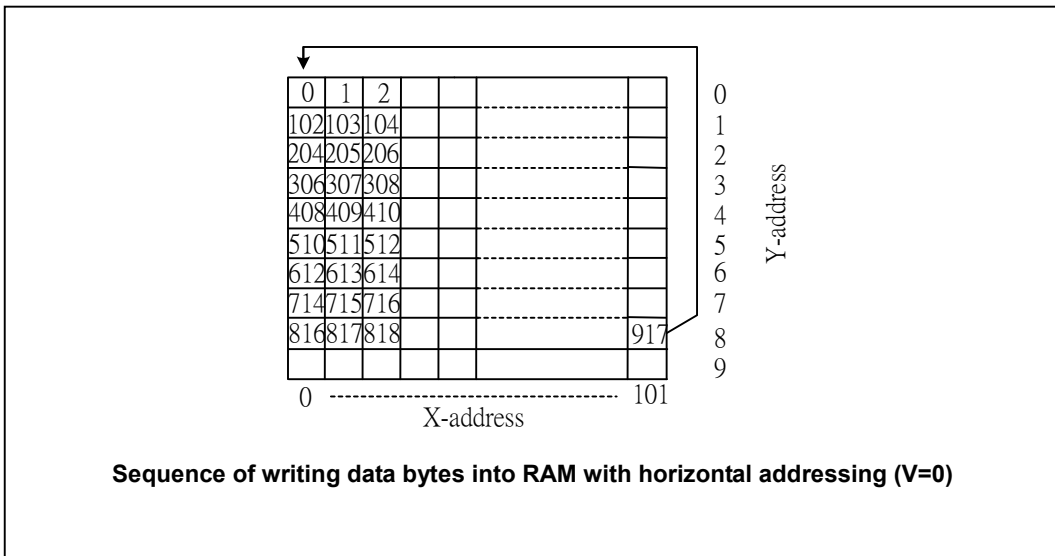 0 1 2 0
102 103 104 1
204 205 206 2
306 307 308 3
408 409 410 4
510 511 512 5
612 613 614 6
714 715 716 7
816 817 818 917 8
9
Y-address
0 101
X-address
Sequence of writing data bytes into RAM with horizontal addressing (V=0)